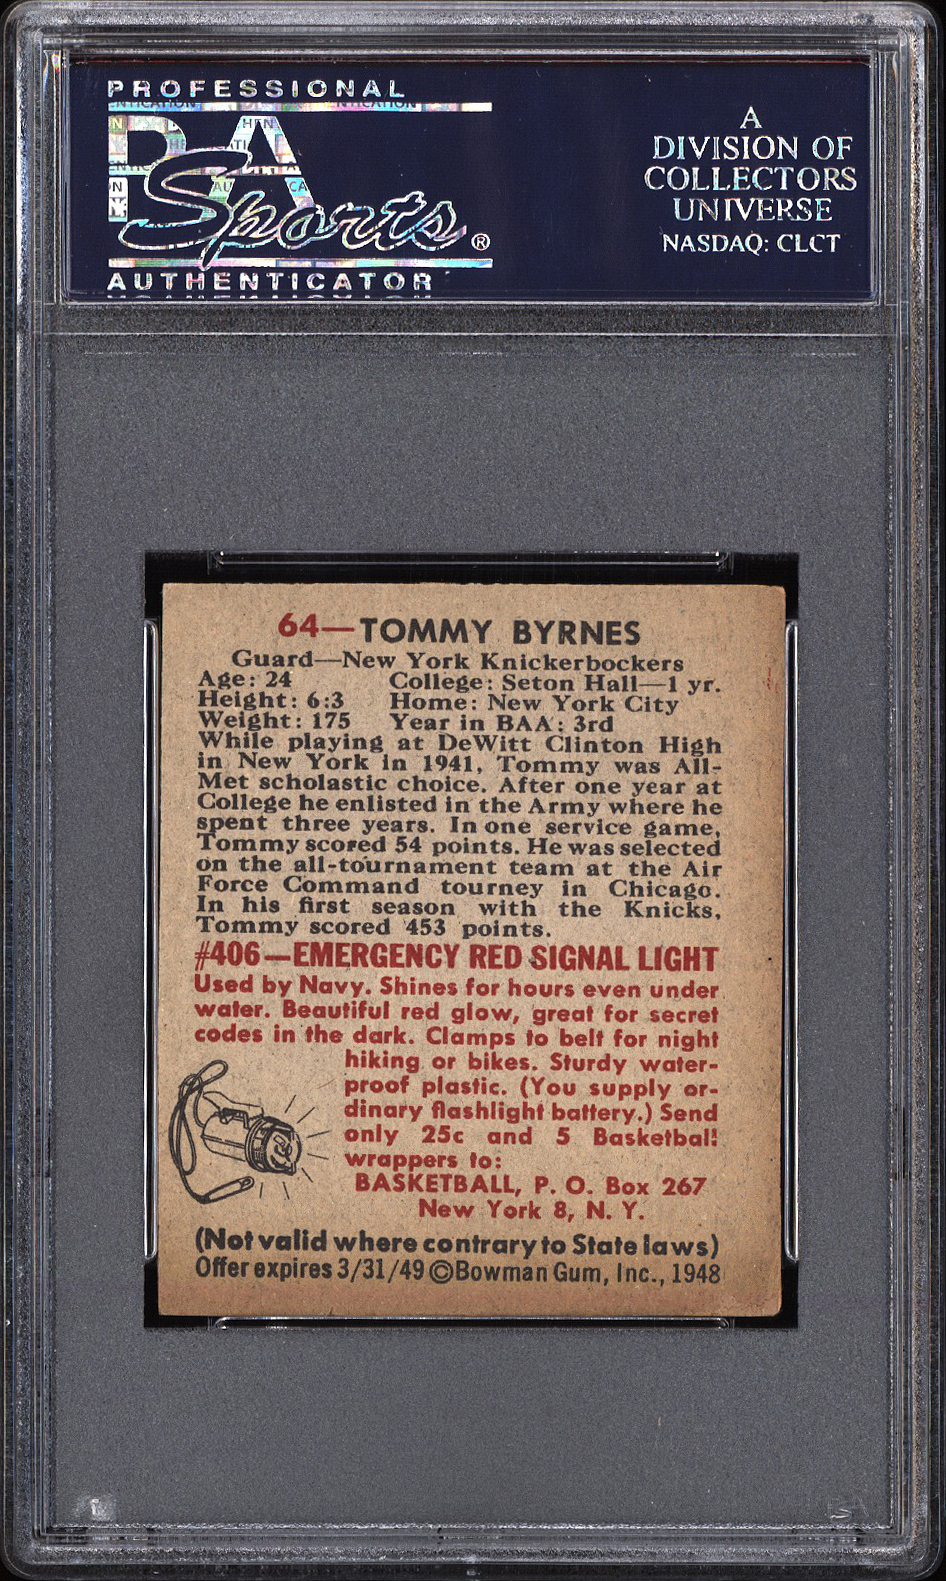 PROFESSIONAL
PSA
Sports ®
AUTHENTICATOR
A
DIVISION OF
COLLECTORS
UNIVERSE
NASDAQ: CLCT
64—TOMMY BYRNES
Guard—New York Knickerbockers
Age: 24 College: Seton Hall—1 yr.
Height: 6:3 Home: New York City
Weight: 175 Year in BAA: 3rd
While playing at DeWitt Clinton High
in New York in 1941, Tommy was All-
Met scholastic choice. After one year at
College he enlisted in the Army where he
spent three years. In one service game,
Tommy scored 54 points. He was selected
on the all-tournament team at the Air
Force Command tourney in Chicago.
In his first season with the Knicks,
Tommy scored 453 points.
#406—EMERGENCY RED SIGNAL LIGHT
Used by Navy. Shines for hours even under
water. Beautiful red glow, great for secret
codes in the dark. Clamps to belt for night
hiking or bikes. Sturdy water-
proof plastic. (You supply or-
dinary flashlight battery.) Send
only 25c and 5 Basketball
wrappers to:
BASKETBALL, P. O. Box 267
New York 8, N. Y.
(Not valid where contrary to State laws)
Offer expires 3/31/49 ©Bowman Gum, Inc., 1948